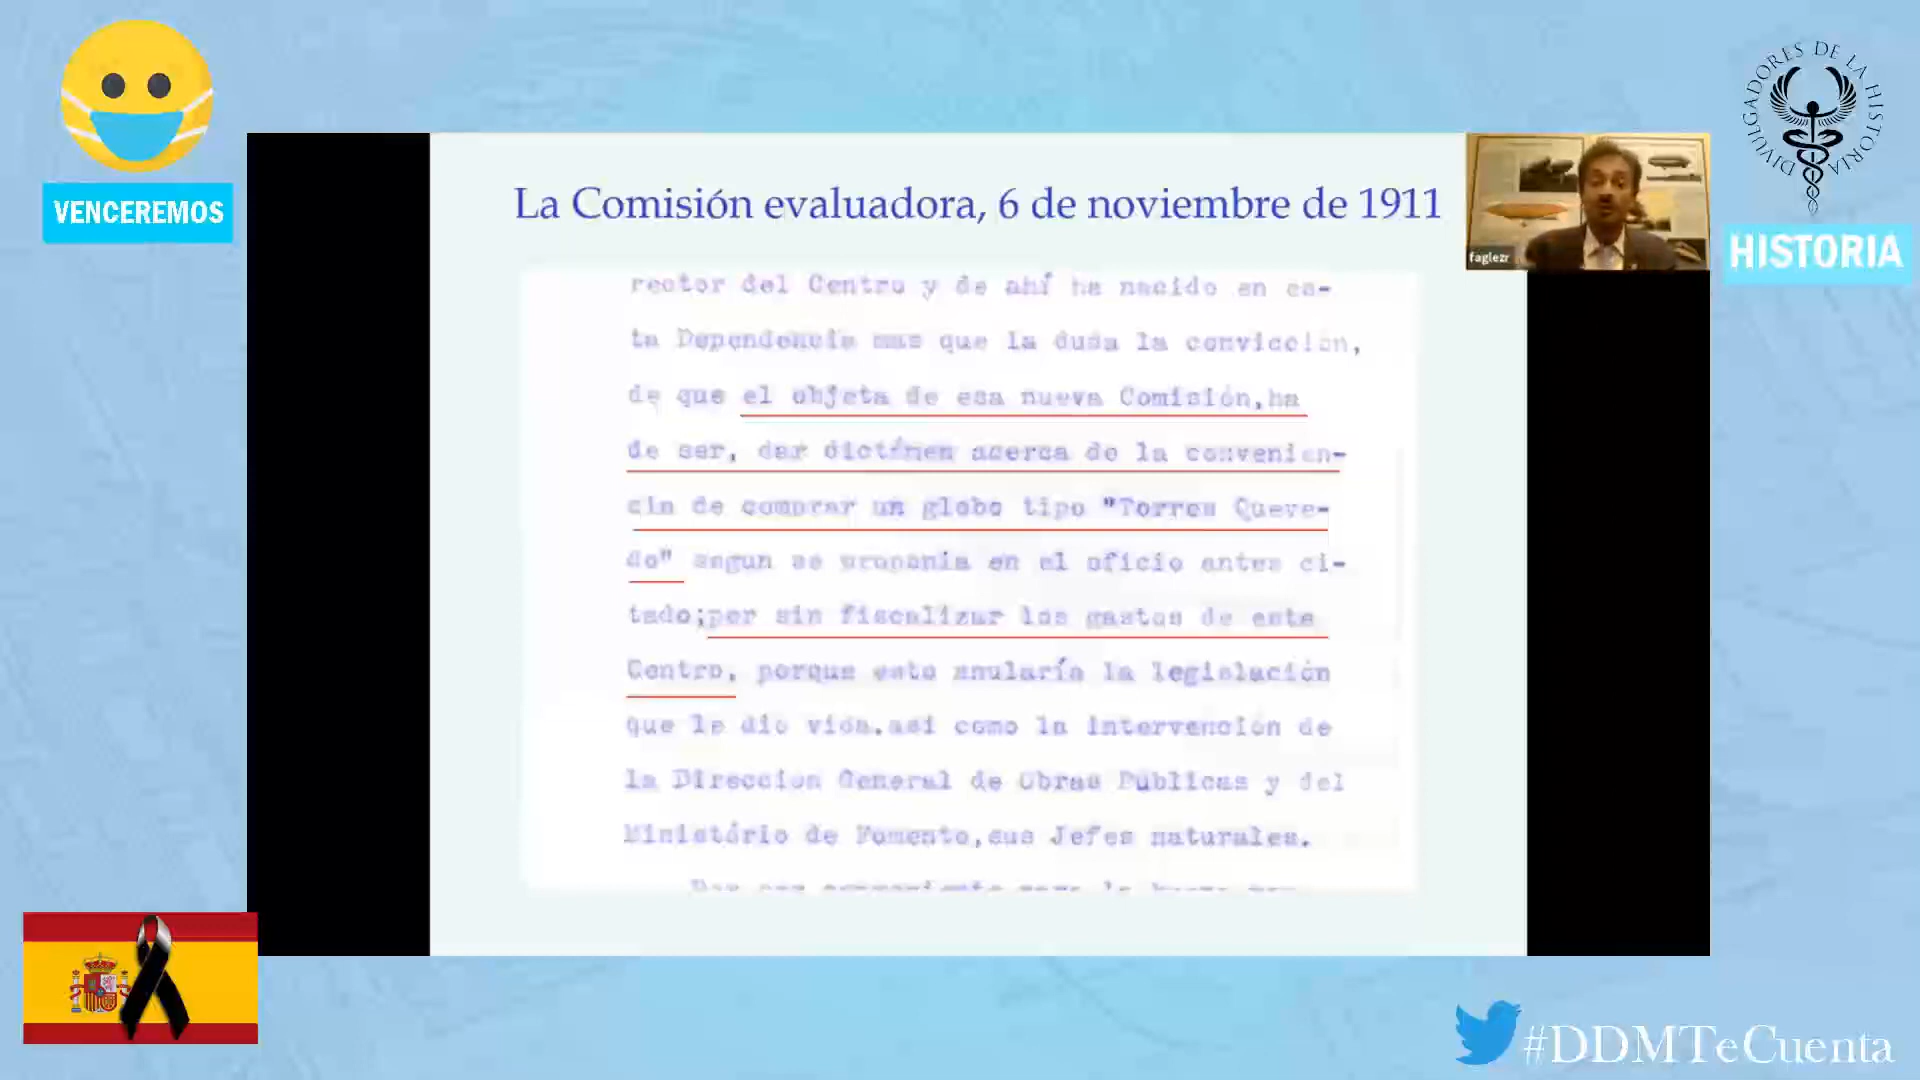 VENCEREMOS
DIVULGADORES DE LA HISTORIA
HISTORIA
faglezr
La Comisión evaluadora, 6 de noviembre de 1911
rector del Centro y de ahí ha nacido en es-
ta Dependencia mas que la duda la convicción,
de que el objeto de esa nueva Comisión,ha
de ser, dar dictámen acerca de la convenien-
cia de comprar un globo tipo "Torres Queve-
do" segun se proponia en el oficio antes ci-
tado;per sin fiscalizar los gastos de este
Centro, porque esto anularía la legislación
que le dio vida.asi como la intervención de
la Direccion General de Obras Publicas y del
Ministério de Fomento,sus Jefes naturales.
#DDMTeCuenta